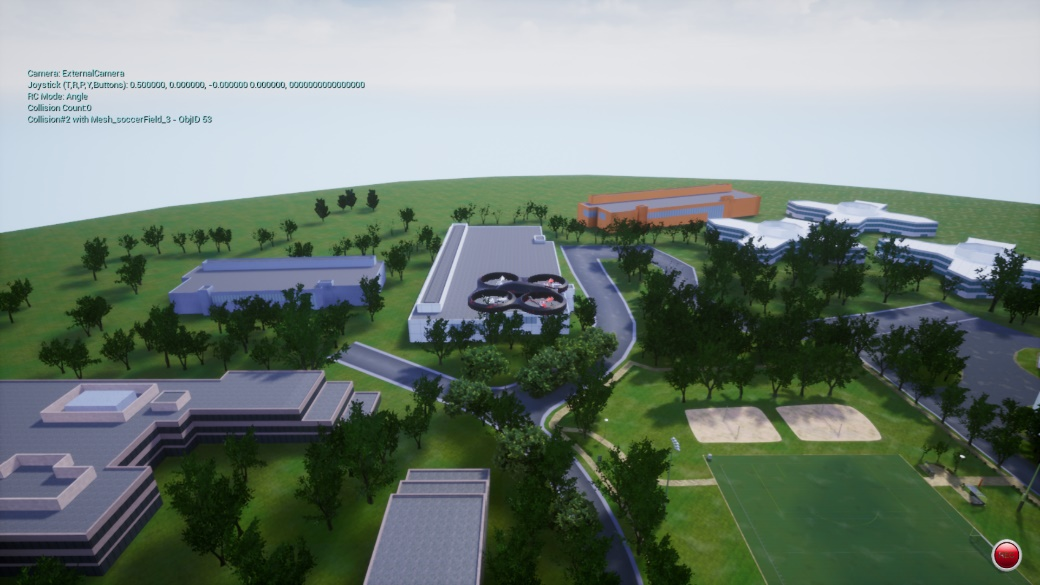 Camera: ExternalCamera
Joystick (T,R,P,Y,Buttons): 0.500000, 0.000000, -0.000000 0.000000, 0000000000000000
RC Mode: Angle
Collision Count:0
Collision#2 with Mesh_soccerField_3 - ObjID 53